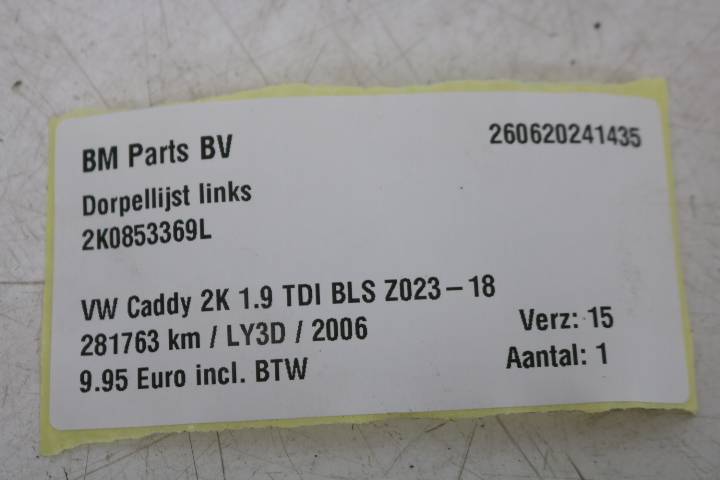 BM Parts BV 260620241435
Dorpellijst links
2K0853369L
VW Caddy 2K 1.9 TDI BLS Z023-18
281763 km / LY3D / 2006 Verz: 15
9.95 Euro incl. BTW Aantal: 1